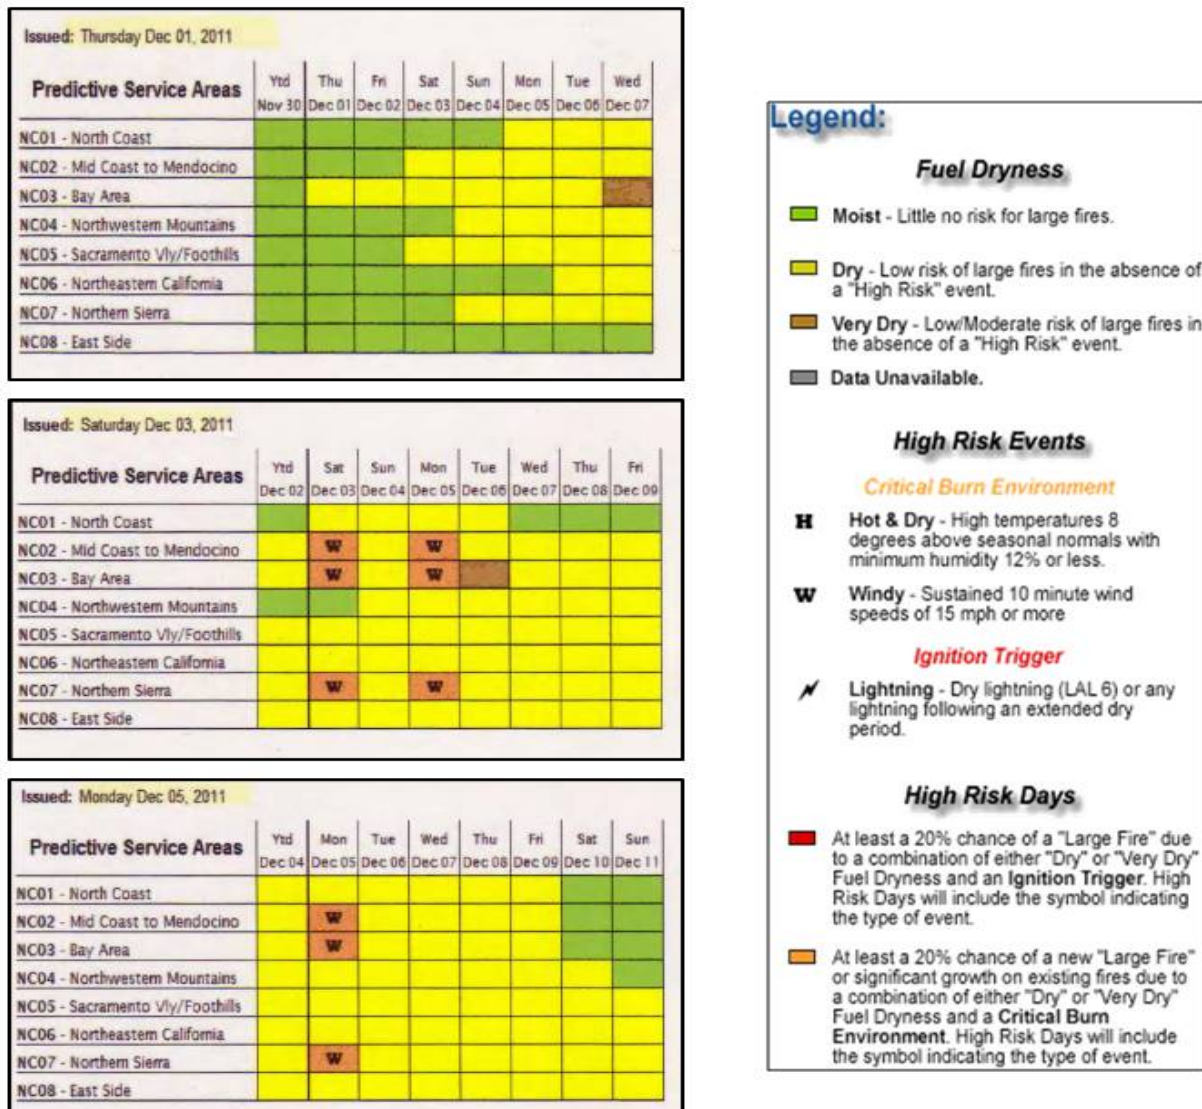 Issued: Thursday Dec 01, 2011
Predictive Service Areas
Ytd Thu Fri Sat Sun Mon Tue Wed
Nov 30 Dec 01 Dec 02 Dec 03 Dec 04 Dec 05 Dec 06 Dec 07
NC01 - North Coast
NC02 - Mid Coast to Mendocino
NC03 - Bay Area
NC04 - Northwestern Mountains
NC05 - Sacramento Vly/Foothills
NC06 - Northeastern California
NC07 - Northern Sierra
NC08 - East Side
Issued: Saturday Dec 03, 2011
Predictive Service Areas
Ytd Sat Sun Mon Tue Wed Thu Fri
Dec 02 Dec 03 Dec 04 Dec 05 Dec 06 Dec 07 Dec 08 Dec 09
NC01 - North Coast
NC02 - Mid Coast to Mendocino W W
NC03 - Bay Area W W
NC04 - Northwestern Mountains
NC05 - Sacramento Vly/Foothills
NC06 - Northeastern California
NC07 - Northern Sierra W W
NC08 - East Side
Issued: Monday Dec 05, 2011
Predictive Service Areas
Ytd Mon Tue Wed Thu Fri Sat Sun
Dec 04 Dec 05 Dec 06 Dec 07 Dec 08 Dec 09 Dec 10 Dec 11
NC01 - North Coast
NC02 - Mid Coast to Mendocino W
NC03 - Bay Area W
NC04 - Northwestern Mountains
NC05 - Sacramento Vly/Foothills
NC06 - Northeastern California
NC07 - Northern Sierra W
NC08 - East Side
Legend:
Fuel Dryness
Moist - Little no risk for large fires.
Dry - Low risk of large fires in the absence of
a "High Risk" event.
Very Dry - Low/Moderate risk of large fires in
the absence of a "High Risk" event.
Data Unavailable.
High Risk Events
Critical Burn Environment
H Hot & Dry - High temperatures 8
degrees above seasonal normals with
minimum humidity 12% or less.
W Windy - Sustained 10 minute wind
speeds of 15 mph or more
Ignition Trigger
Lightning - Dry lightning (LAL 6) or any
lightning following an extended dry
period.
High Risk Days
At least a 20% chance of a "Large Fire" due
to a combination of either "Dry" or "Very Dry"
Fuel Dryness and an Ignition Trigger. High
Risk Days will include the symbol indicating
the type of event.
At least a 20% chance of a new "Large Fire"
or significant growth on existing fires due to
a combination of either "Dry" or "Very Dry"
Fuel Dryness and a Critical Burn
Environment. High Risk Days will include
the symbol indicating the type of event.